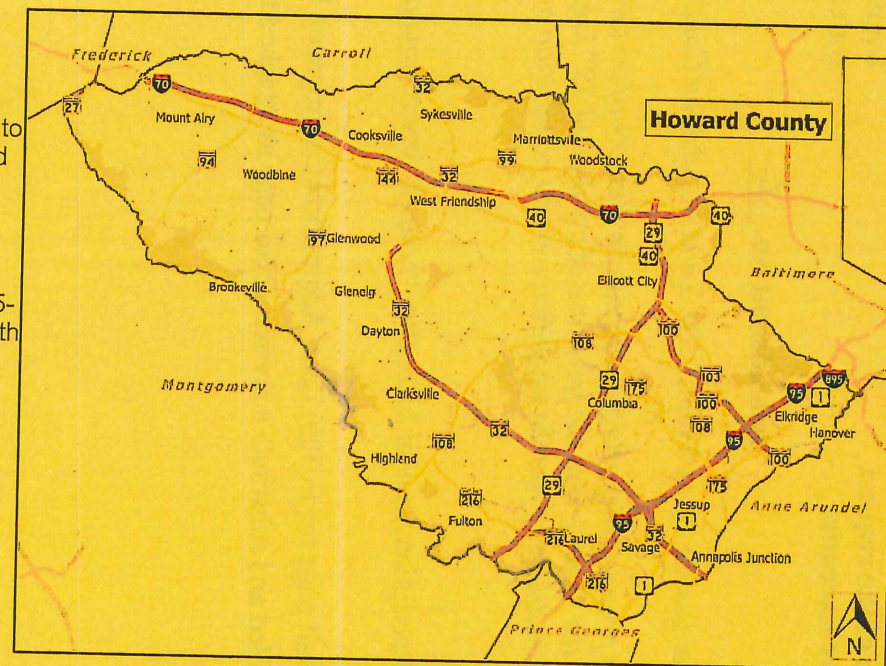 Frederick
Carroll
70
32
27
to
Mount Airy
Sykesville
Howard County
70
Cooksville
Marriottsville
94
99
Woodstock
Woodbine
144
32
West Friendship
40
70
40
29
197
Glenwood
40
Baltimore
Brookeville
Glenelg
Ellicott City
32
100
Dayton
108
th
Montgomery
103
895
29
175
95
1
Clarksville
Columbia
100
Elkridge
32
108
Hanover
108
95
Highland
100
29
175
216
Jessup
Anne Arundel
Fulton
95
1
216
Laurel
Savage
32
Annapolis Junction
216
1
Prince Georges
N